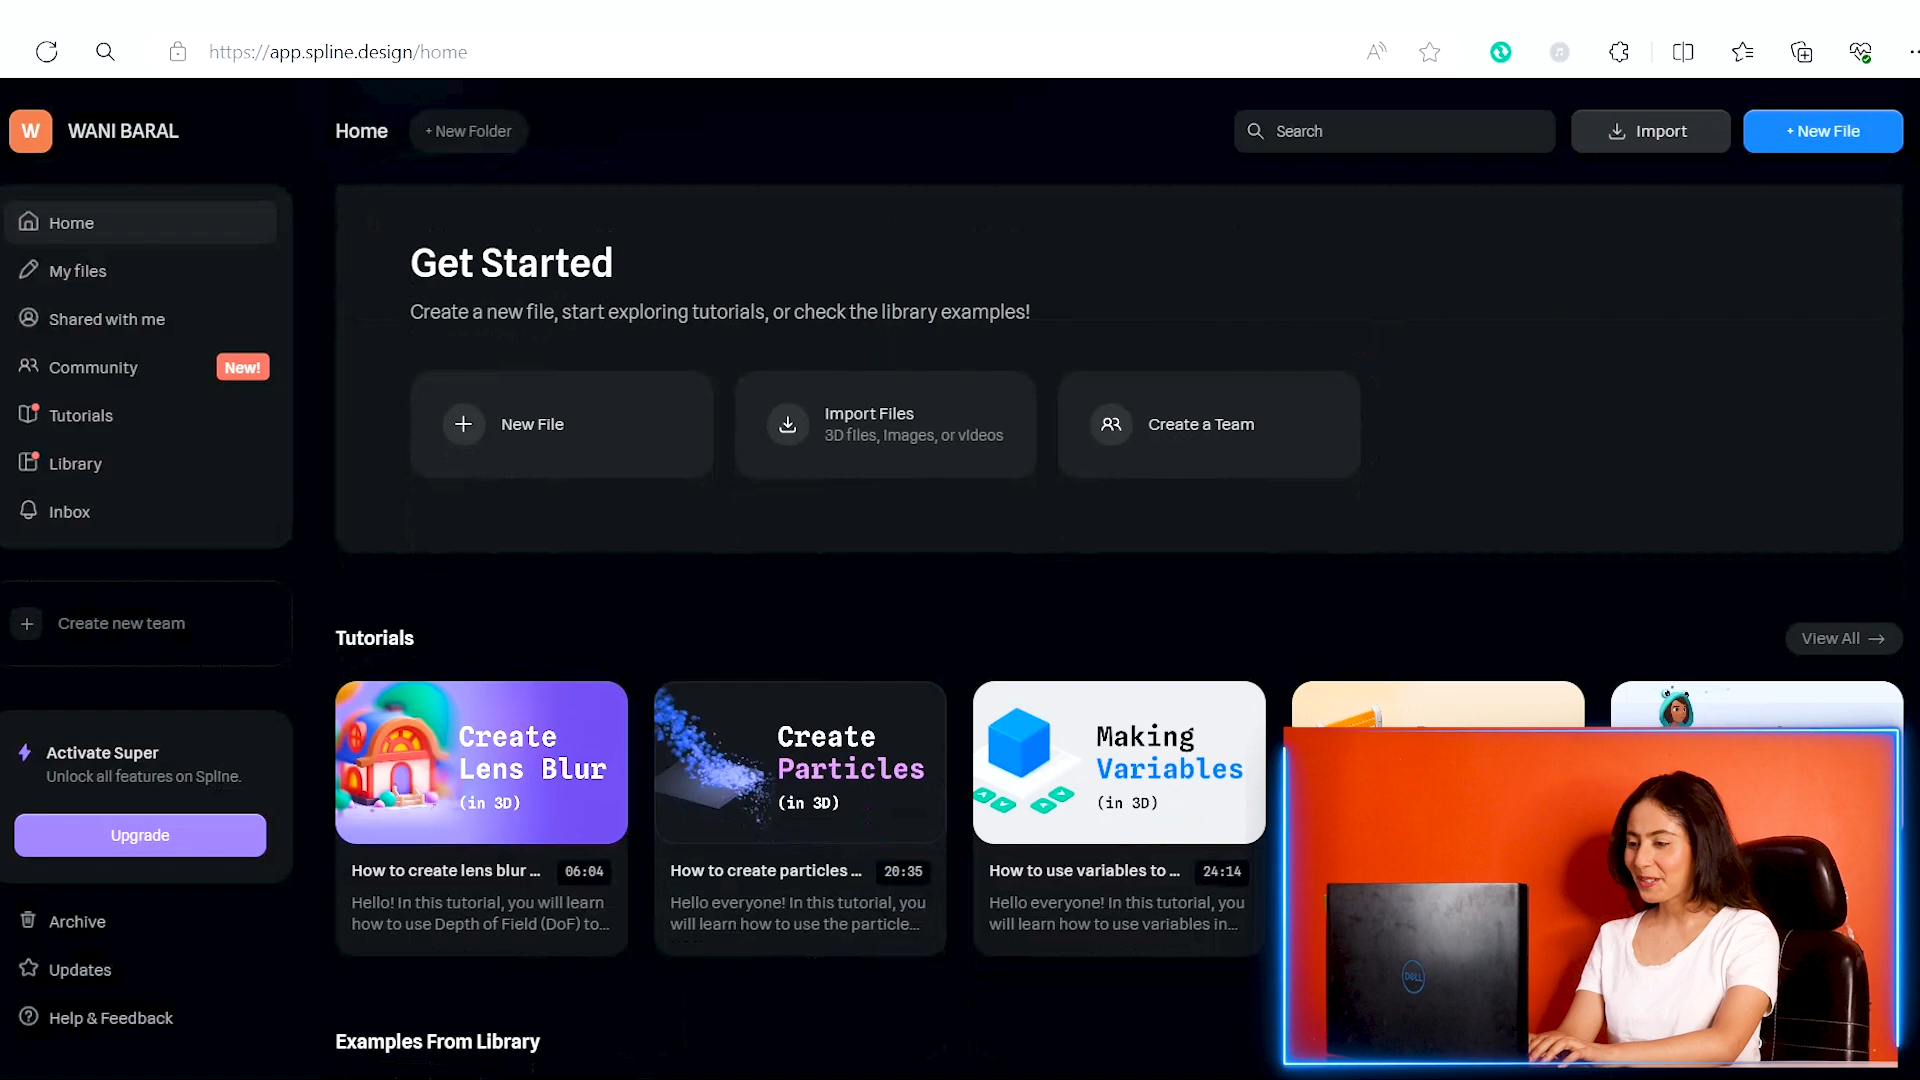 https://app.spline.design/home
W WANI BARAL
Home
+ New Folder
Search
Import
+ New File
Home
My files
Shared with me
Community New!
Tutorials
Library
Inbox
Create new team
Activate Super
Unlock all features on Spline.
Upgrade
Archive
Updates
Help & Feedback
Get Started
Create a new file, start exploring tutorials, or check the library examples!
New File
Import Files
3D files, Images, or videos
Create a Team
Tutorials
View All →
Create
Lens Blur
(in 3D)
How to create lens blur ... 06:04
Hello! In this tutorial, you will learn
how to use Depth of Field (DoF) to...
Create
Particles
(in 3D)
How to create particles ... 20:35
Hello everyone! In this tutorial, you
will learn how to use the particle...
Making
Variables
(in 3D)
How to use variables to ... 24:14
Hello everyone! In this tutorial, you
will learn how to use variables in...
Examples From Library
DELL